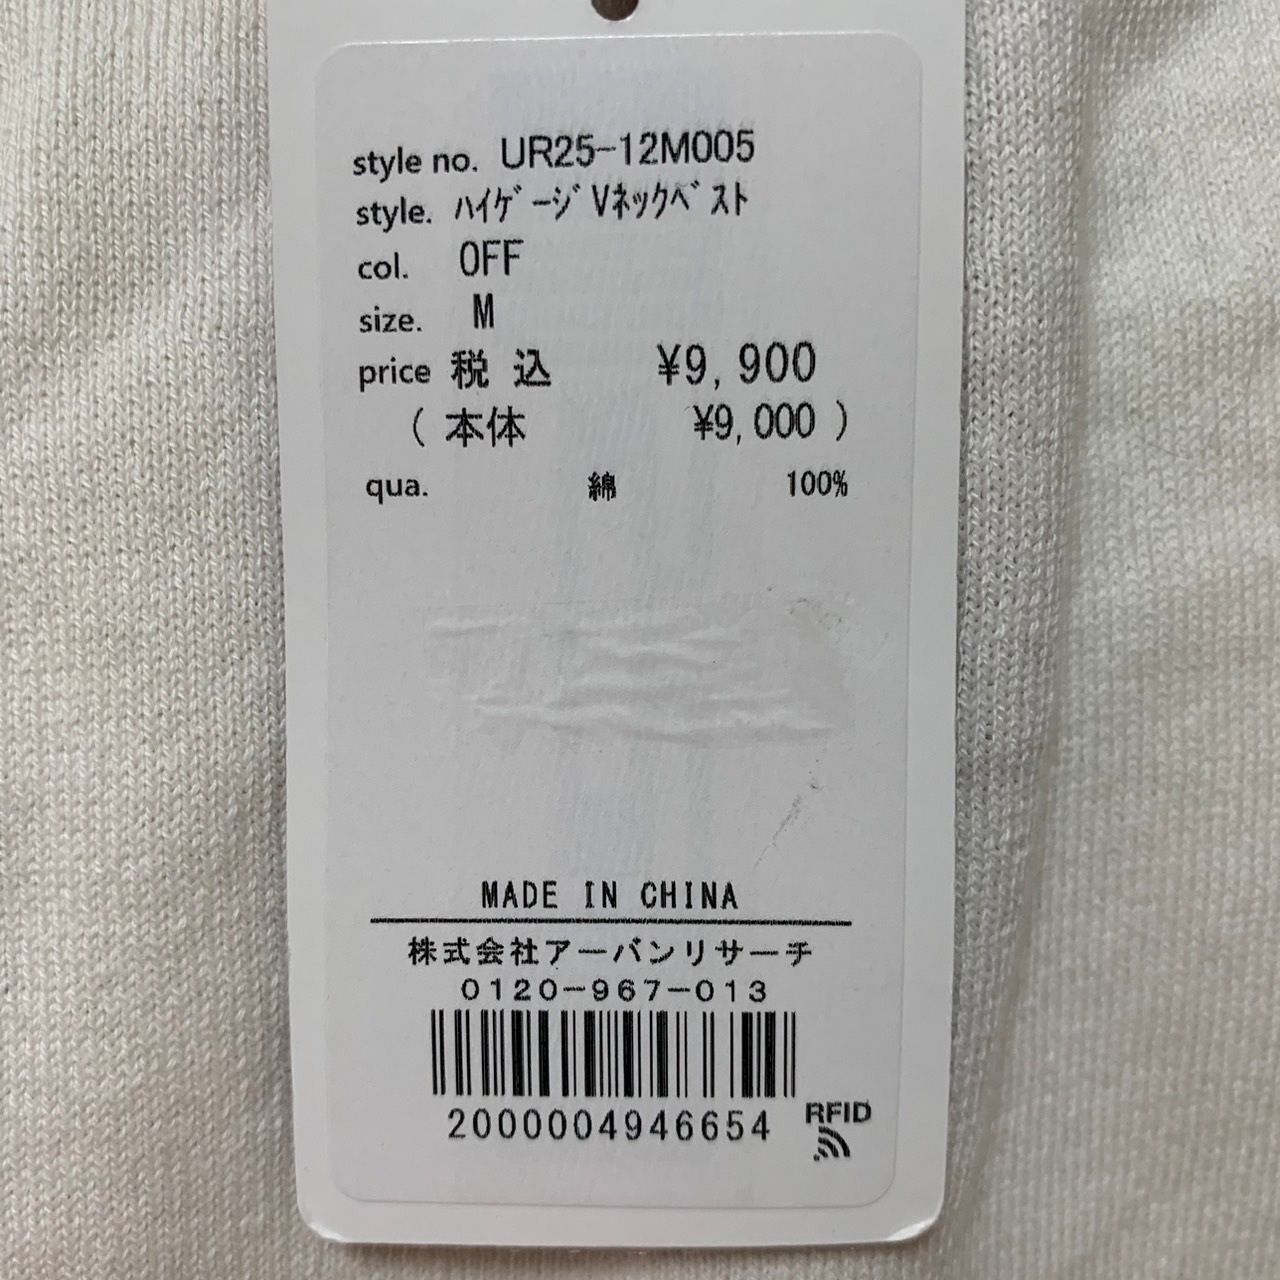 style no. UR25-12M005
style. ﾊｲｹﾞｰｼﾞVﾈｯｸﾍﾞｽﾄ
col. OFF
size. M
price 税 込 ¥9,900
( 本体 ¥9,000 )
qua. 綿 100%
MADE IN CHINA
株式会社アーバンリサーチ
0120-967-013
2000004946654
RFID